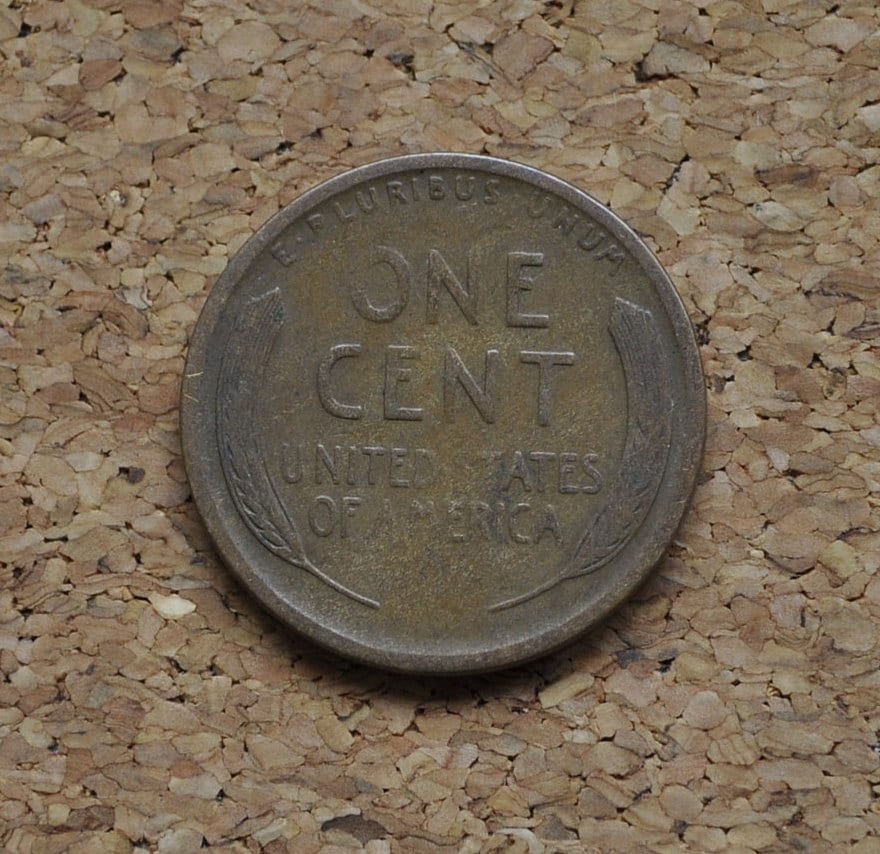 E·PLURIBUS UNUM
ONE
CENT
UNITED STATES
OF AMERICA